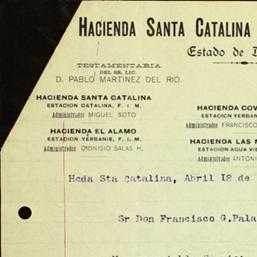 HACIENDA SANTA CATALINA
Estado de
TESTAMENTARIA
DEL SR. LIC.
D. PABLO MARTINEZ DEL RIO.
HACIENDA SANTA CATALINA
ESTACION CATALINA, F. I. M.
Administrador MIGUEL SOTO
HACIENDA EL ALAMO
ESTACION YERBANIS, F. I. M.
Administrador DIONISIO SALAS H.
HACIENDA COV
ESTACION YERBAN
Administrador FRANCISCO
HACIENDA LAS
ESTACION AGUA VIE
Administrador ANTONI
Hcda Sta Catalina, Abril 18 de
Sr Don Francisco G.Pala